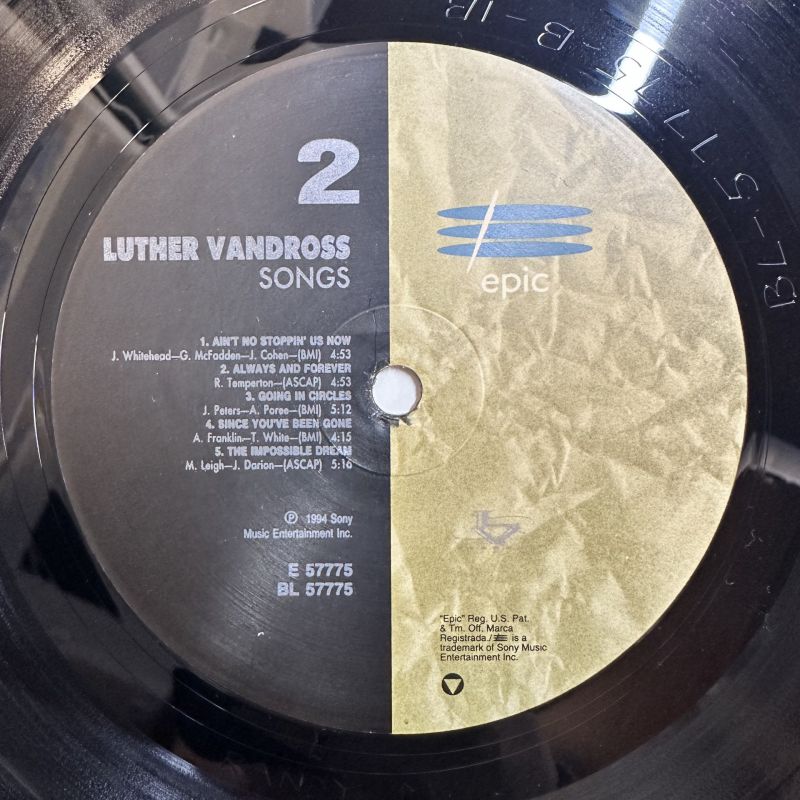 2
LUTHER VANDROSS
SONGS
1. AIN'T NO STOPPIN' US NOW
J. Whitehead—G. McFadden—J. Cohen—(BMI) 4:53
2. ALWAYS AND FOREVER
R. Temperton—(ASCAP) 4:53
3. GOING IN CIRCLES
J. Peters—A. Poree—(BMI) 5:12
4. SINCE YOU'VE BEEN GONE
A. Franklin—T. White—(BMI) 4:15
5. THE IMPOSSIBLE DREAM
M. Leigh—J. Darion—(ASCAP) 5:16
℗ 1994 Sony
Music Entertainment Inc.
E 57775
BL 57775
epic
"Epic" Reg. U.S. Pat.
& Tm. Off. Marca
Registrada./ is a
trademark of Sony Music
Entertainment Inc.
BL-57775-B-1R